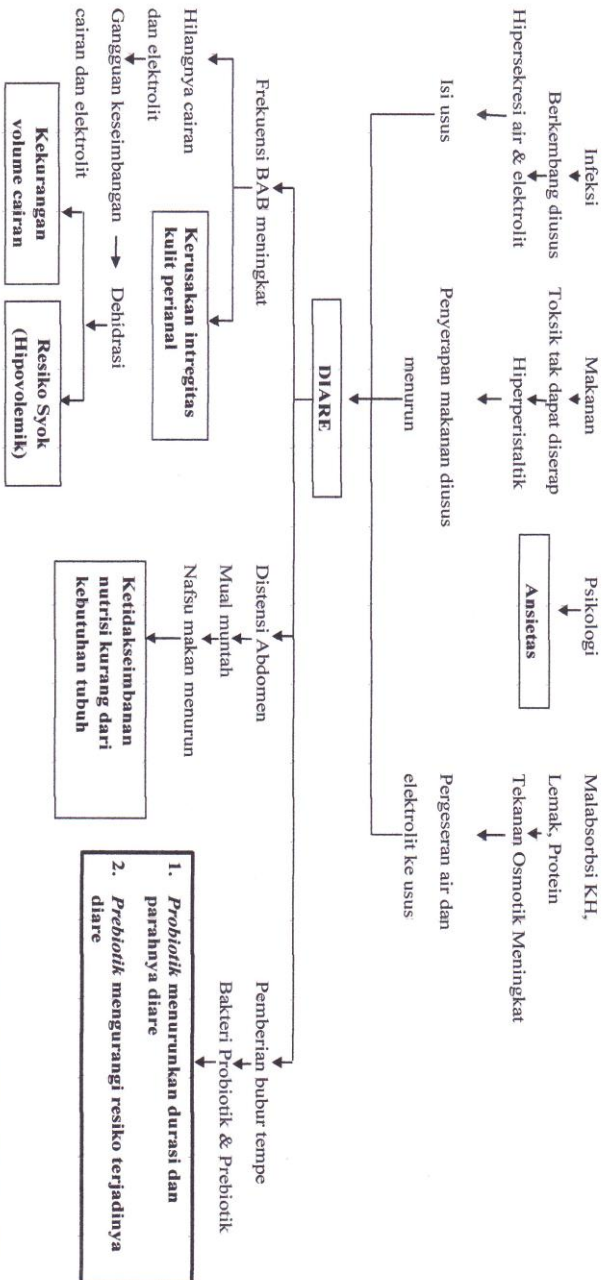 Infeksi
Berkembang diusus
Hipersekresi air & elektrolit
Isi usus
Makanan
Toksik tak dapat diserap
Hiperperistaltik
Penyerapan makanan diusus
menurun
Psikologi
Ansietas
Malabsorbsi KH,
Lemak, Protein
Tekanan Osmotik Meningkat
Pergeseran air dan
elektrolit ke usus
DIARE
Frekuensi BAB meningkat
Hilangnya cairan
dan elektrolit
Gangguan keseimbangan
cairan dan elektrolit
Dehidrasi
Kerusakan intregitas
kulit perianal
Kekurangan
volume cairan
Resiko Syok
(Hipovolemik)
Distensi Abdomen
Mual muntah
Nafsu makan menurun
Ketidakseimbanan
nutrisi kurang dari
kebutuhan tubuh
Pemberian bubur tempe
Bakteri Probiotik & Prebiotik
1. Probiotik menurunkan durasi dan
parahnya diare
2. Prebiotik mengurangi resiko terjadinya
diare